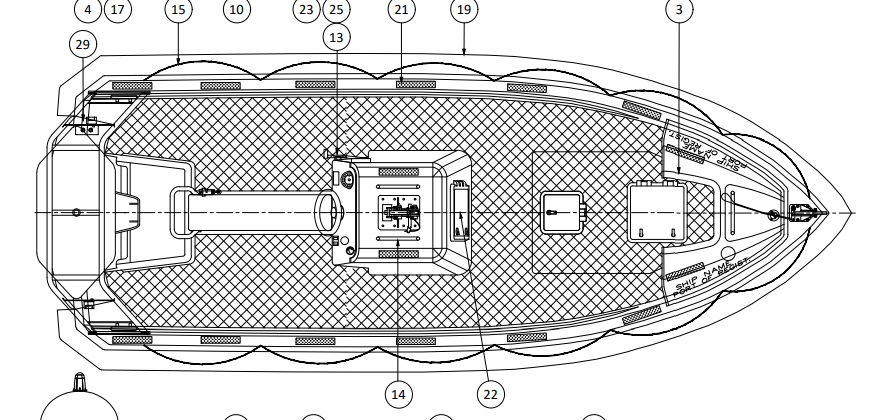 4 17 15 10 23 25 21 19 3
13
29
SHIP NAME
PORT OF REGIST.
SHIP NAME
PORT OF REGIST.
14 22